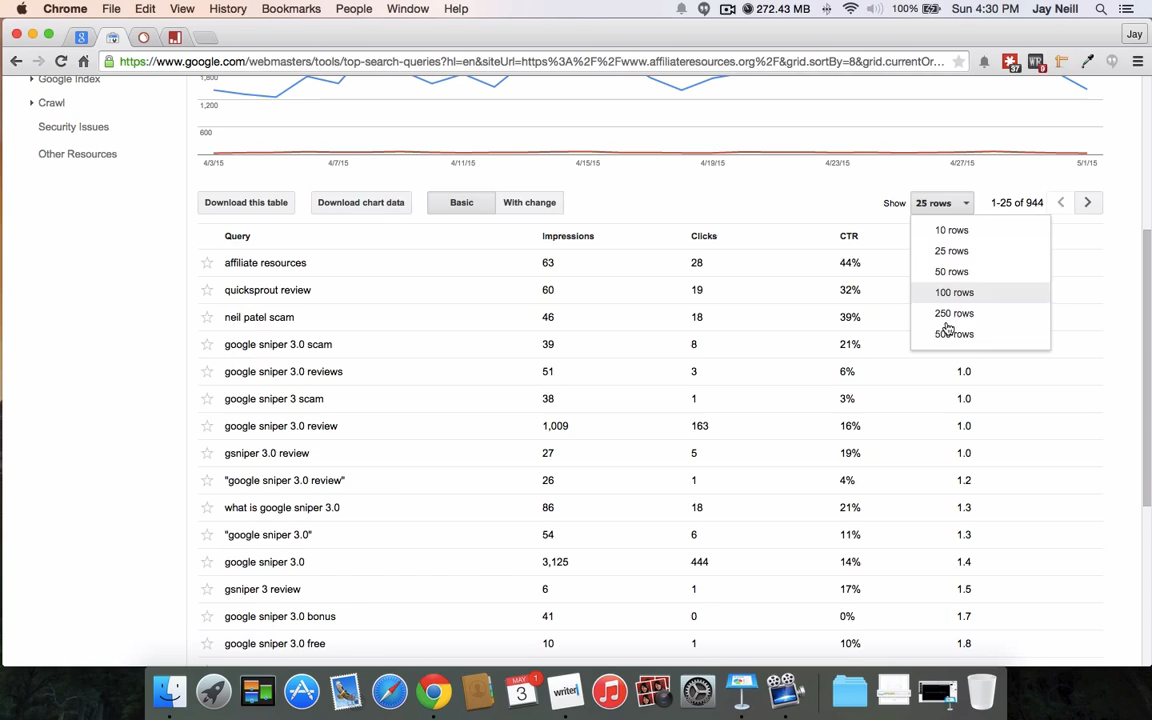 Chrome File Edit View History Bookmarks People Window Help 272.43 MB 100% Sun 4:30 PM Jay Neill
Jay
https://www.google.com/webmasters/tools/top-search-queries?hl=en&siteUrl=https%3A%2F%2Fwww.affiliateresources.org%2F&grid.sortBy=8&grid.currentOr...
37
9
Google Index
1,800
Crawl
1,200
Security Issues
600
Other Resources
4/3/15 4/7/15 4/11/15 4/15/15 4/19/15 4/23/15 4/27/15 5/1/15
Download this table Download chart data Basic With change Show 25 rows 1-25 of 944
10 rows
25 rows
50 rows
100 rows
250 rows
500 rows
Query Impressions Clicks CTR
affiliate resources 63 28 44%
quicksprout review 60 19 32%
neil patel scam 46 18 39%
google sniper 3.0 scam 39 8 21%
google sniper 3.0 reviews 51 3 6% 1.0
google sniper 3 scam 38 1 3% 1.0
google sniper 3.0 review 1,009 163 16% 1.0
gsniper 3.0 review 27 5 19% 1.0
"google sniper 3.0 review" 26 1 4% 1.2
what is google sniper 3.0 86 18 21% 1.3
"google sniper 3.0" 54 6 11% 1.3
google sniper 3.0 3,125 444 14% 1.4
gsniper 3 review 6 1 17% 1.5
google sniper 3.0 bonus 41 0 0% 1.7
google sniper 3.0 free 10 1 10% 1.8
MAY
3
1
writer